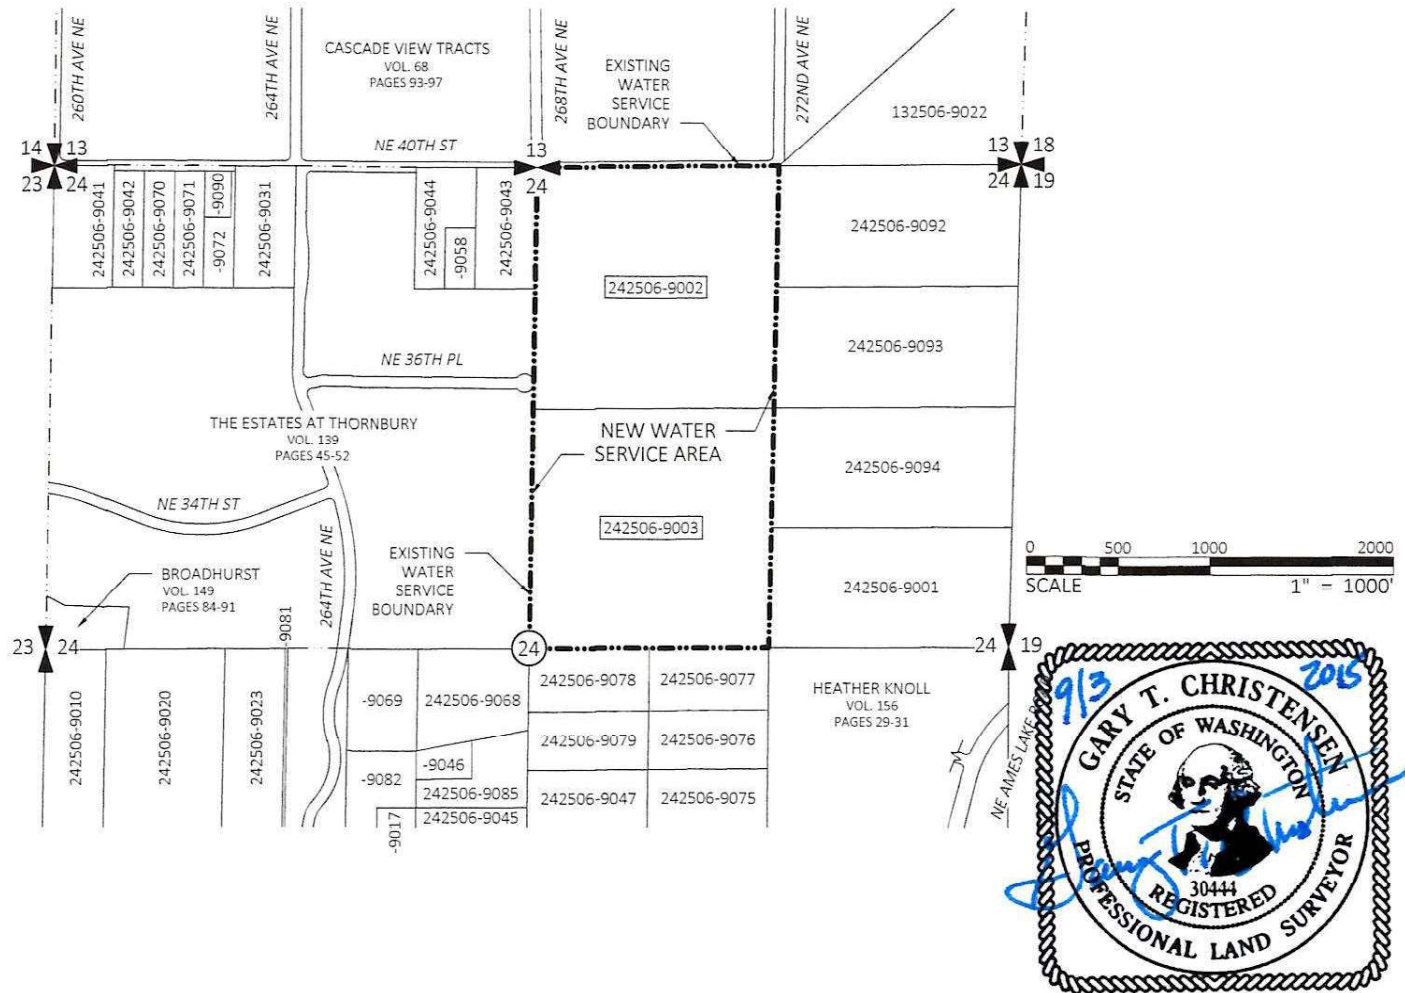 260TH AVE NE
264TH AVE NE
CASCADE VIEW TRACTS
VOL. 68
PAGES 93-97
268TH AVE NE
EXISTING
WATER
SERVICE
BOUNDARY
272ND AVE NE
132506-9022
NE 40TH ST
14 13
23 24
13
24
13 18
24 19
242506-9041
242506-9042
242506-9070
242506-9071
-9090
-9072
242506-9031
242506-9044
-9058
242506-9043
242506-9002
242506-9092
242506-9093
NE 36TH PL
THE ESTATES AT THORNBURY
VOL. 139
PAGES 45-52
NEW WATER
SERVICE AREA
242506-9094
NE 34TH ST
264TH AVE NE
242506-9003
EXISTING
WATER
SERVICE
BOUNDARY
BROADHURST
VOL. 149
PAGES 84-91
-9081
242506-9001
0 500 1000 2000
SCALE 1" = 1000'
23 24
24
24 19
242506-9010
242506-9020
242506-9023
-9069
242506-9068
242506-9078
242506-9077
HEATHER KNOLL
VOL. 156
PAGES 29-31
-9082
-9046
242506-9079
242506-9076
242506-9085
242506-9047
242506-9075
-9017
242506-9045
NE AMES LAKE
9/3 2015
GARY T. CHRISTENSEN
STATE OF WASHINGTON
30444
REGISTERED
PROFESSIONAL LAND SURVEYOR